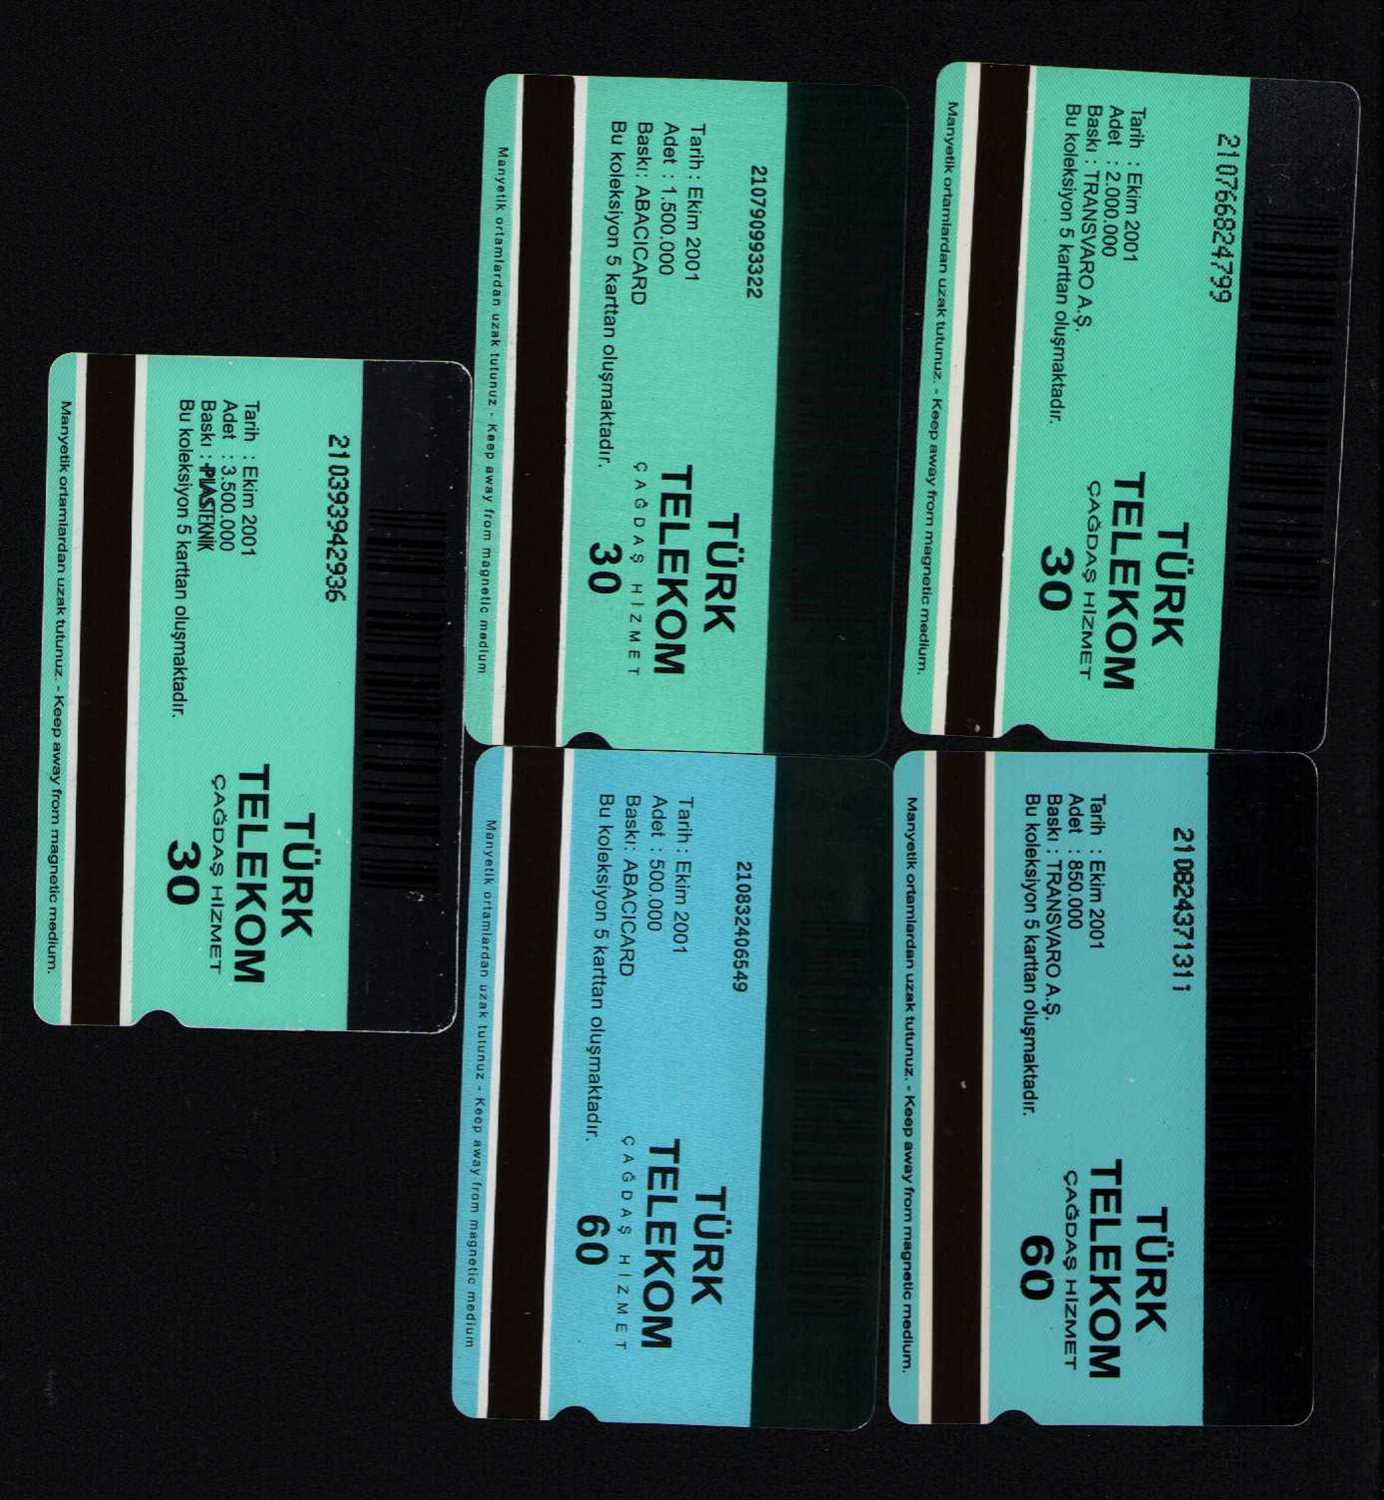 2107668247​99
Tarih : Ekim 2001
Adet : 2.000.000
Baskı : TRANSVARO A.Ş.
Bu koleksiyon 5 karttan oluşmaktadır.
TÜRK
TELEKOM
ÇAĞDAŞ HİZMET
30
Manyetik ortamlardan uzak tutunuz. - Keep away from magnetic medium.
210790993322
Tarih : Ekim 2001
Adet : 1.500.000
Baskı: ABACICARD
Bu koleksiyon 5 karttan oluşmaktadır.
TÜRK
TELEKOM
ÇAĞDAŞ HİZMET
30
Manyetik ortamlardan uzak tutunuz - Keep away from magnetic medium
21039394​2936
Tarih : Ekim 2001
Adet : 3.500.000
Baskı : PLASTEKNİK
Bu koleksiyon 5 karttan oluşmaktadır.
TÜRK
TELEKOM
ÇAĞDAŞ HİZMET
30
Manyetik ortamlardan uzak tutunuz. - Keep away from magnetic medium.
210824371311
Tarih : Ekim 2001
Adet : 850.000
Baskı : TRANSVARO A.Ş.
Bu koleksiyon 5 karttan oluşmaktadır.
TÜRK
TELEKOM
ÇAĞDAŞ HİZMET
60
Manyetik ortamlardan uzak tutunuz. - Keep away from magnetic medium.
210832406549
Tarih : Ekim 2001
Adet : 500.000
Baskı: ABACICARD
Bu koleksiyon 5 karttan oluşmaktadır.
TÜRK
TELEKOM
ÇAĞDAŞ HİZMET
60
Manyetik ortamlardan uzak tutunuz - Keep away from magnetic medium